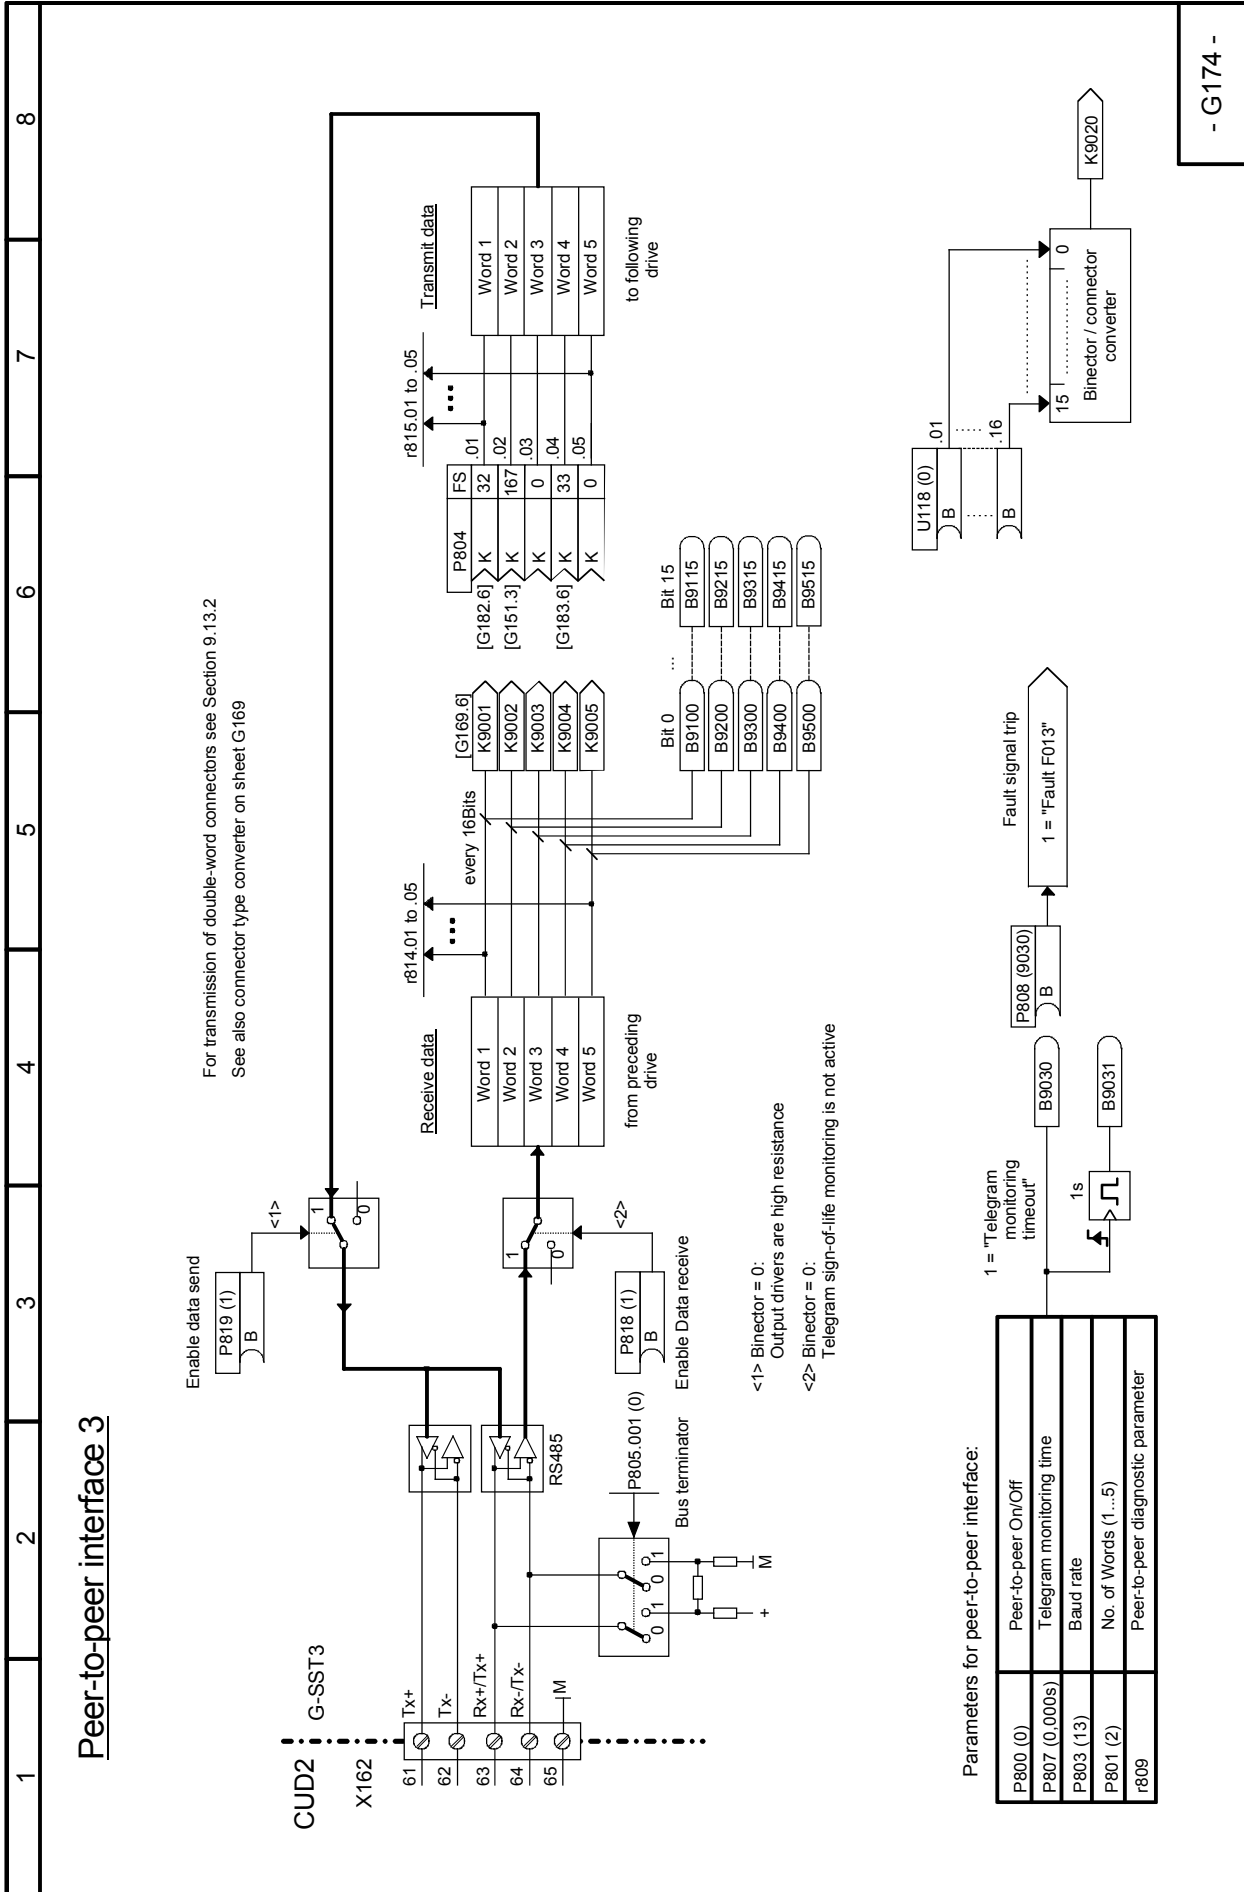 1 2 3 4 5 6 7 8
Peer-to-peer interface 3
For transmission of double-word connectors see Section 9.13.2
See also connector type converter on sheet G169
CUD2
G-SST3
X162
61 Tx+
62 Tx-
63 Rx+/Tx+
64 Rx-/Tx-
65 M
RS485
Bus terminator
P805.001 (0)
0 1 0 1
+ M
Enable data send
P819 (1)
B
<1>
1
0
Enable Data receive
P818 (1)
B
<2>
1
0
<1> Binector = 0:
Output drivers are high resistance
<2> Binector = 0:
Telegram sign-of-life monitoring is not active
Receive data
Word 1
Word 2
Word 3
Word 4
Word 5
from preceding
drive
r814.01 to .05
every 16Bits
[G169.6]
K9001
K9002
K9003
K9004
K9005
Bit 0 ... Bit 15
B9100 B9115
B9200 B9215
B9300 B9315
B9400 B9415
B9500 B9515
P804 FS
[G182.6] K 32 .01
[G151.3] K 167 .02
K 0 .03
[G183.6] K 33 .04
K 0 .05
r815.01 to .05
Transmit data
Word 1
Word 2
Word 3
Word 4
Word 5
to following
drive
Parameters for peer-to-peer interface:
P800 (0) Peer-to-peer On/Off
P807 (0,000s) Telegram monitoring time
P803 (13) Baud rate
P801 (2) No. of Words (1...5)
r809 Peer-to-peer diagnostic parameter
1 = "Telegram
monitoring
timeout"
1s
B9030
B9031
P808 (9030)
B
Fault signal trip
1 = "Fault F013"
U118 (0)
B .01
B .16
15 0
Binector / connector
converter
K9020
- G174 -